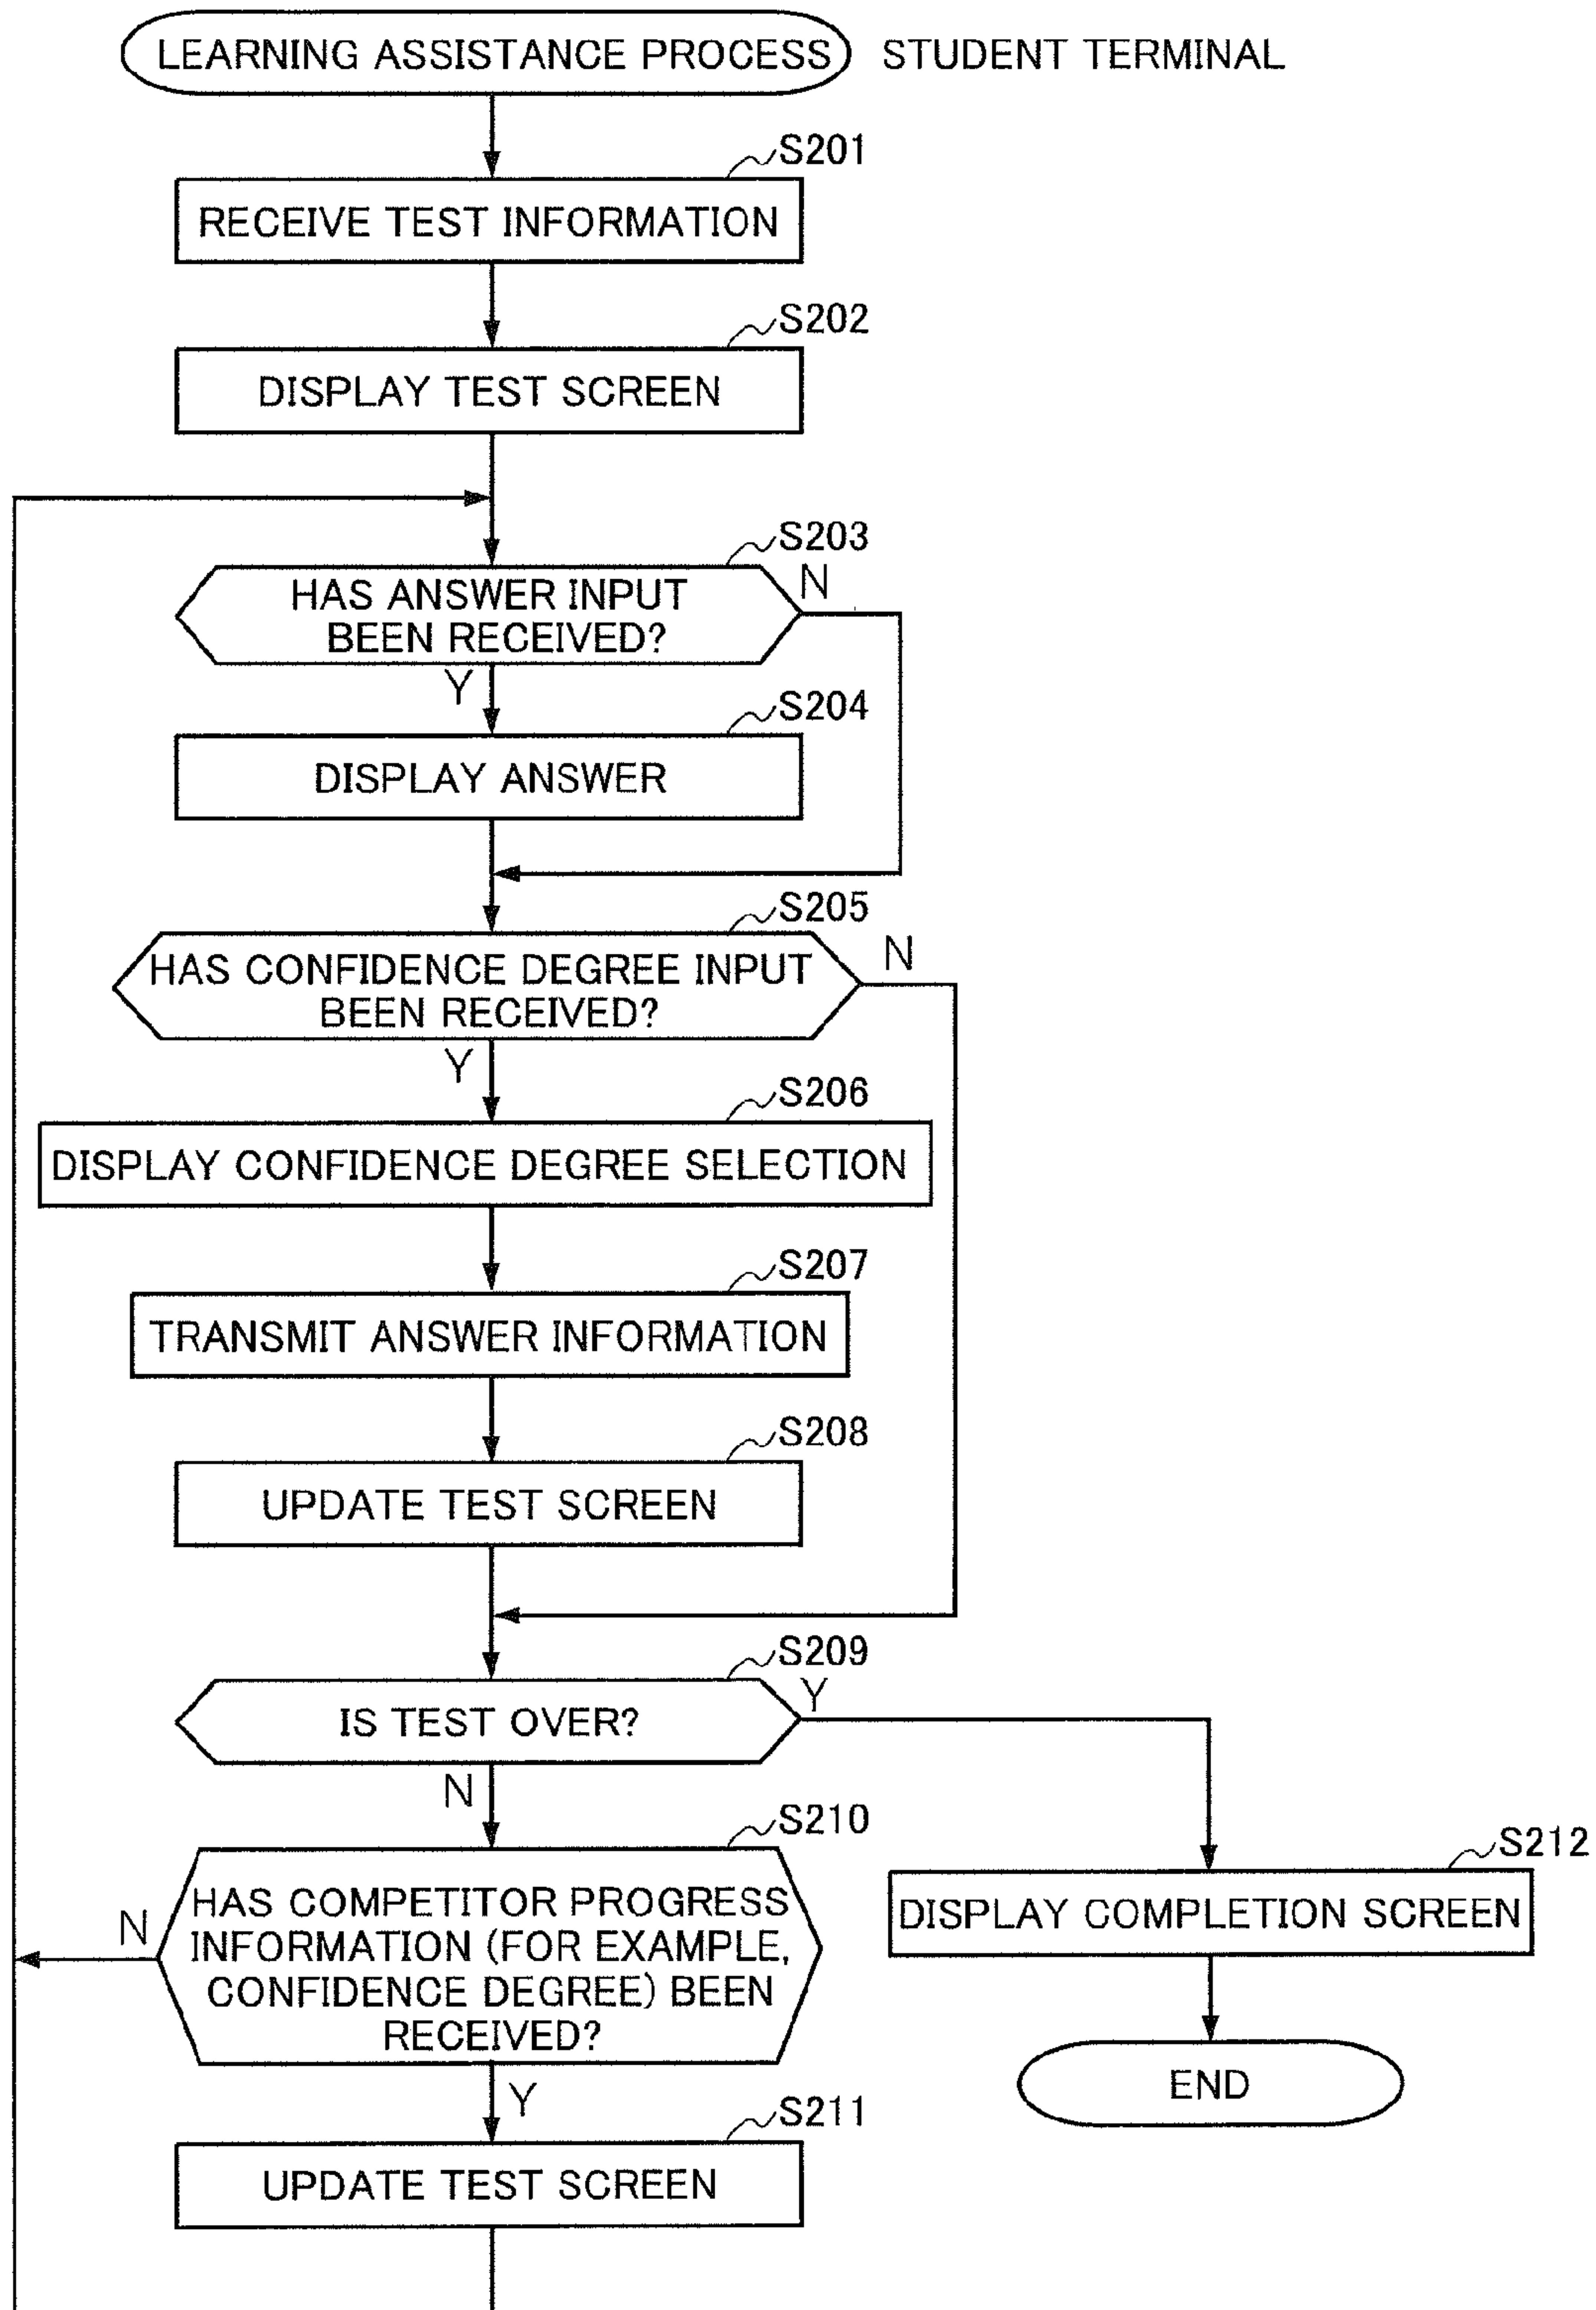 LEARNING ASSISTANCE PROCESS STUDENT TERMINAL
S201
RECEIVE TEST INFORMATION
S202
DISPLAY TEST SCREEN
S203
HAS ANSWER INPUT
BEEN RECEIVED?
N
Y
S204
DISPLAY ANSWER
S205
HAS CONFIDENCE DEGREE INPUT
BEEN RECEIVED?
N
Y
S206
DISPLAY CONFIDENCE DEGREE SELECTION
S207
TRANSMIT ANSWER INFORMATION
S208
UPDATE TEST SCREEN
S209
IS TEST OVER?
Y
N
S210
HAS COMPETITOR PROGRESS
INFORMATION (FOR EXAMPLE,
CONFIDENCE DEGREE) BEEN
RECEIVED?
N
Y
S211
UPDATE TEST SCREEN
S212
DISPLAY COMPLETION SCREEN
END